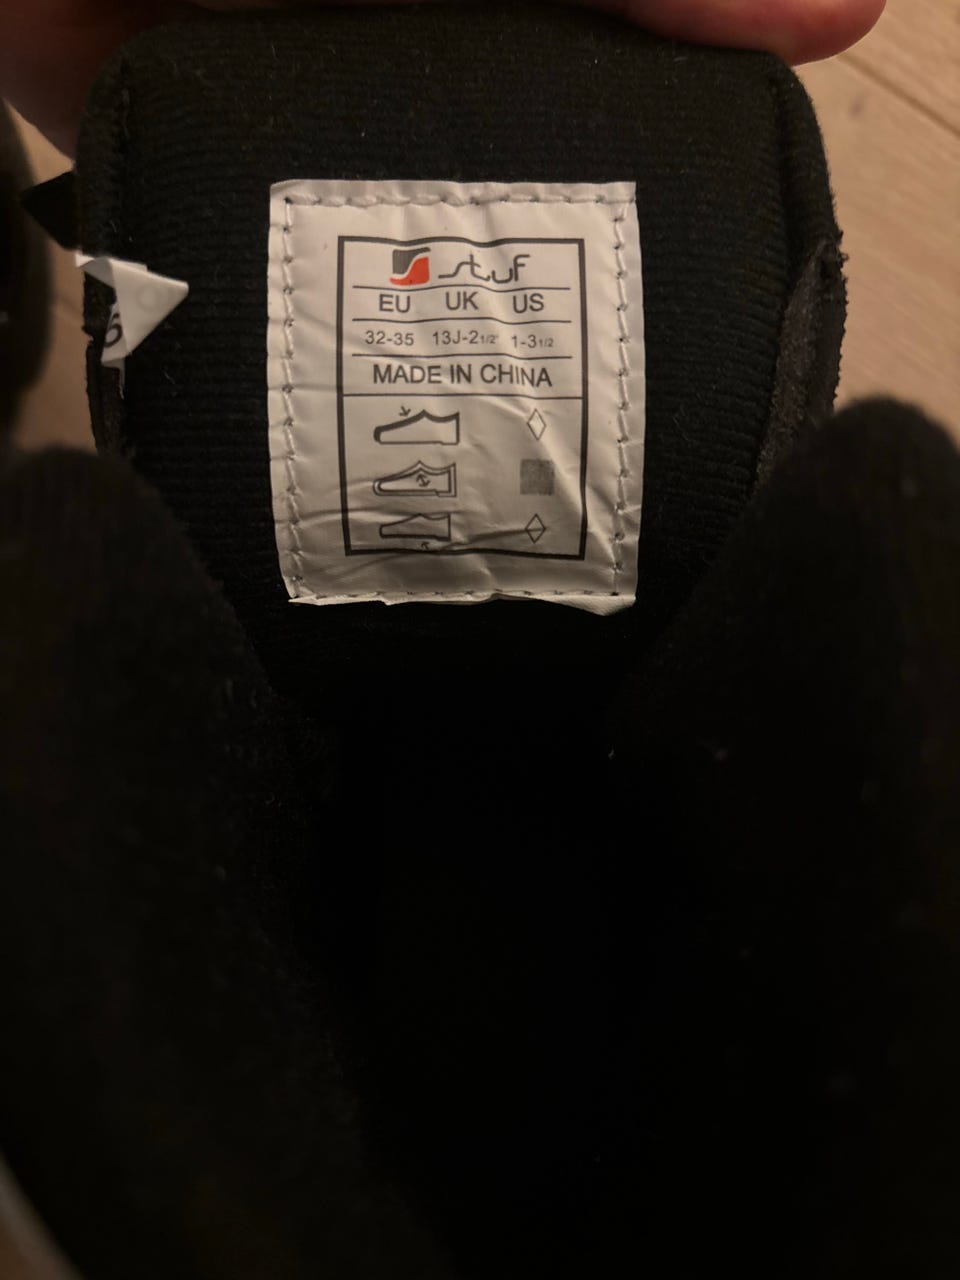 stuf
EU UK US
32-35 13J-2 1/2 1-3 1/2
MADE IN CHINA